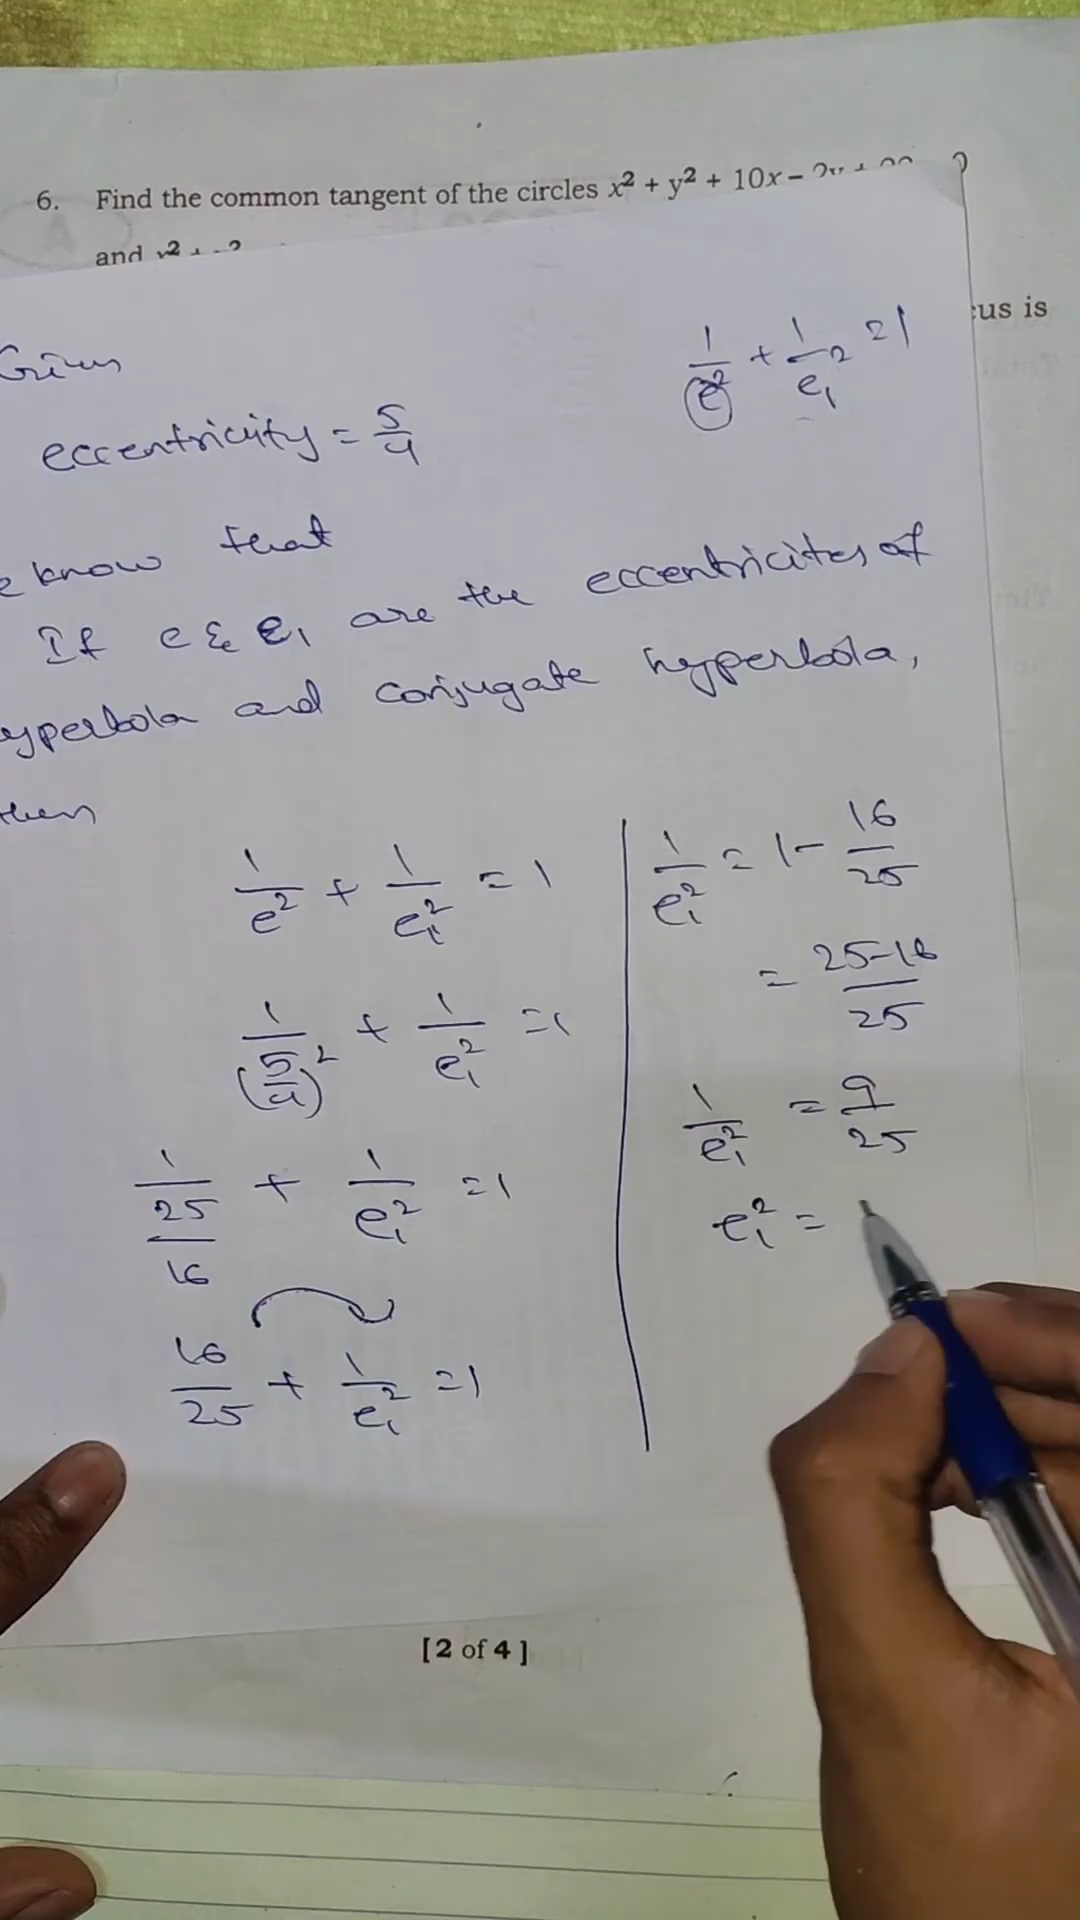 6. Find the common tangent of the circles x² + y² + 10x –
and
us is
Given
1/e² + 1/e₁² = 1
eccentricity = 5/4
know that
If e & e₁ are the eccentricites of
yperbola and conjugate hyperbola,
then
1/e² + 1/e₁² = 1
1/(5/4)² + 1/e₁² = 1
1/(25/16) + 1/e₁² = 1
16/25 + 1/e₁² = 1
1/e₁² = 1 - 16/25
= 25-16/25
1/e₁² = 9/25
e₁² =
[2 of 4]